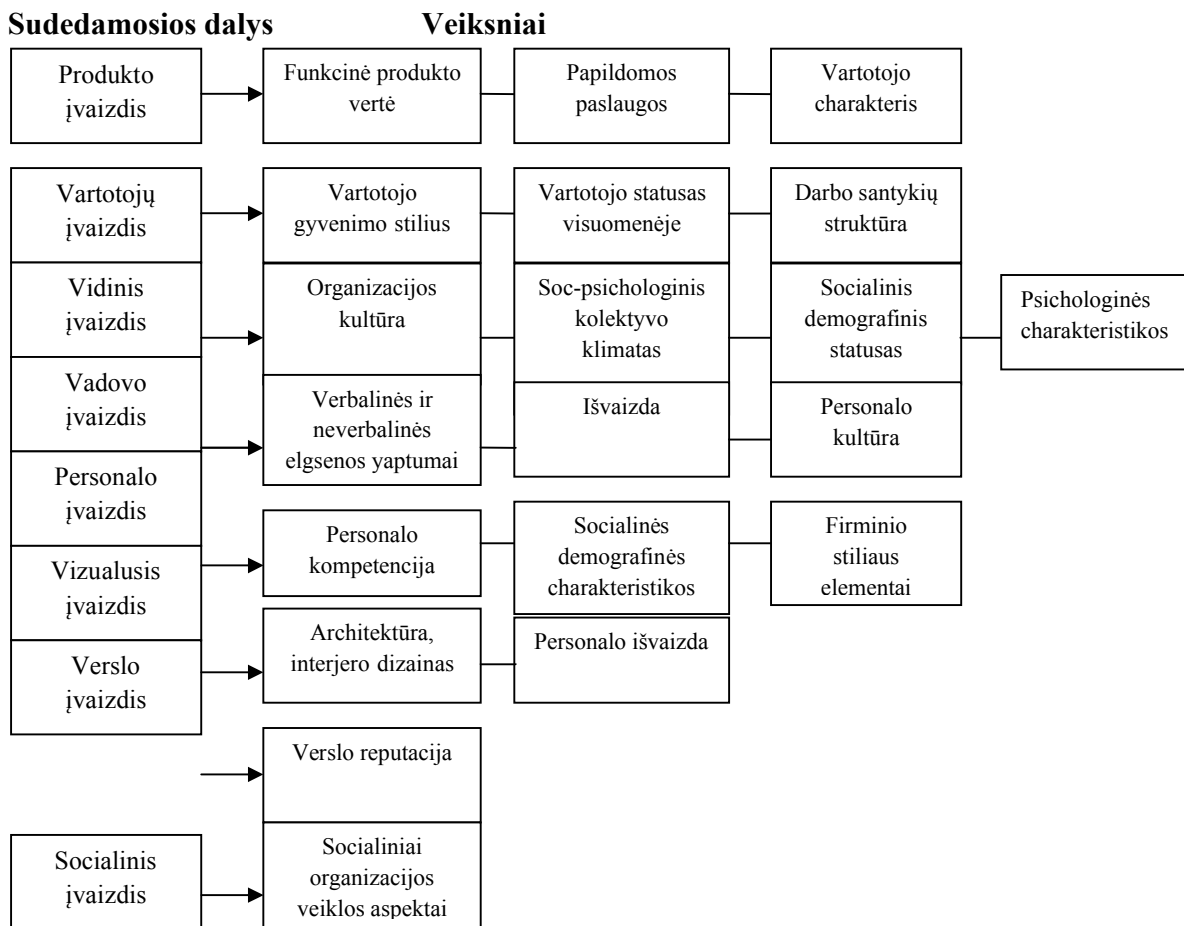 Sudedamosios dalys
Veiksniai
Produkto
įvaizdis
Funkcinė produkto
vertė
Papildomos
paslaugos
Vartotojo
charakteris
Vartotojų
įvaizdis
Vartotojo
gyvenimo stilius
Vartotojo statusas
visuomenėje
Darbo santykių
struktūra
Vidinis
įvaizdis
Organizacijos
kultūra
Soc-psichologinis
kolektyvo
klimatas
Socialinis
demografinis
statusas
Psichologinės
charakteristikos
Vadovo
įvaizdis
Verbalinės ir
neverbalinės
elgsenos yaptumai
Išvaizda
Personalo
kultūra
Personalo
įvaizdis
Personalo
kompetencija
Socialinės
demografinės
charakteristikos
Firminio
stiliaus
elementai
Vizualusis
įvaizdis
Architektūra,
interjero dizainas
Personalo išvaizda
Verslo
įvaizdis
Verslo reputacija
Socialinis
įvaizdis
Socialiniai
organizacijos
veiklos aspektai